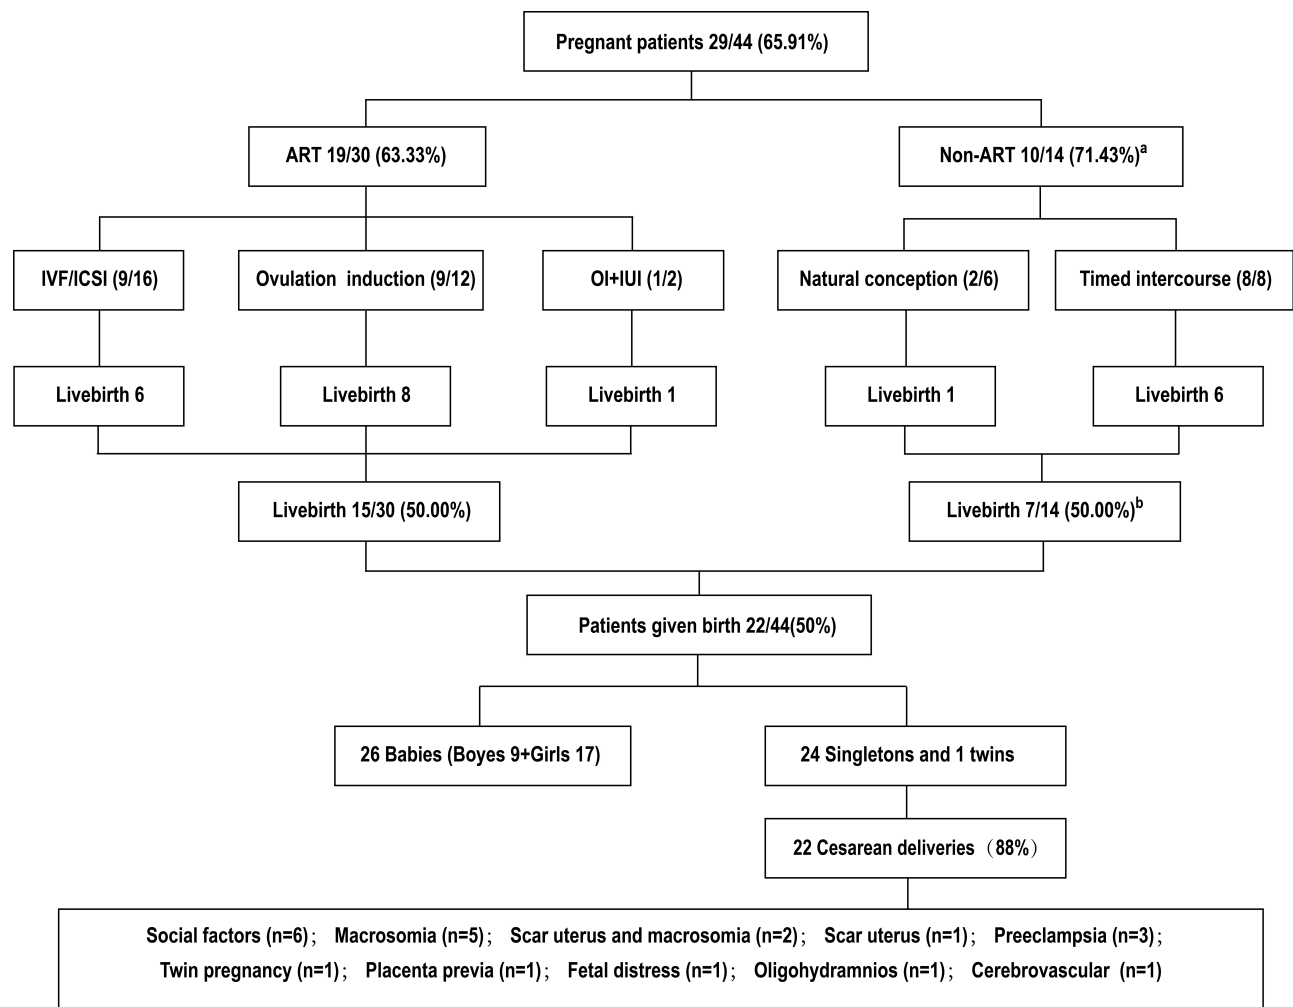 Pregnant patients 29/44 (65.91%)
ART 19/30 (63.33%)
Non-ART 10/14 (71.43%)a
IVF/ICSI (9/16)
Ovulation induction (9/12)
OI+IUI (1/2)
Natural conception (2/6)
Timed intercourse (8/8)
Livebirth 6
Livebirth 8
Livebirth 1
Livebirth 1
Livebirth 6
Livebirth 15/30 (50.00%)
Livebirth 7/14 (50.00%)b
Patients given birth 22/44(50%)
26 Babies (Boyes 9+Girls 17)
24 Singletons and 1 twins
22 Cesarean deliveries（88%）
Social factors (n=6)； Macrosomia (n=5)； Scar uterus and macrosomia (n=2)； Scar uterus (n=1)； Preeclampsia (n=3)；
Twin pregnancy (n=1)； Placenta previa (n=1)； Fetal distress (n=1)； Oligohydramnios (n=1)； Cerebrovascular (n=1)